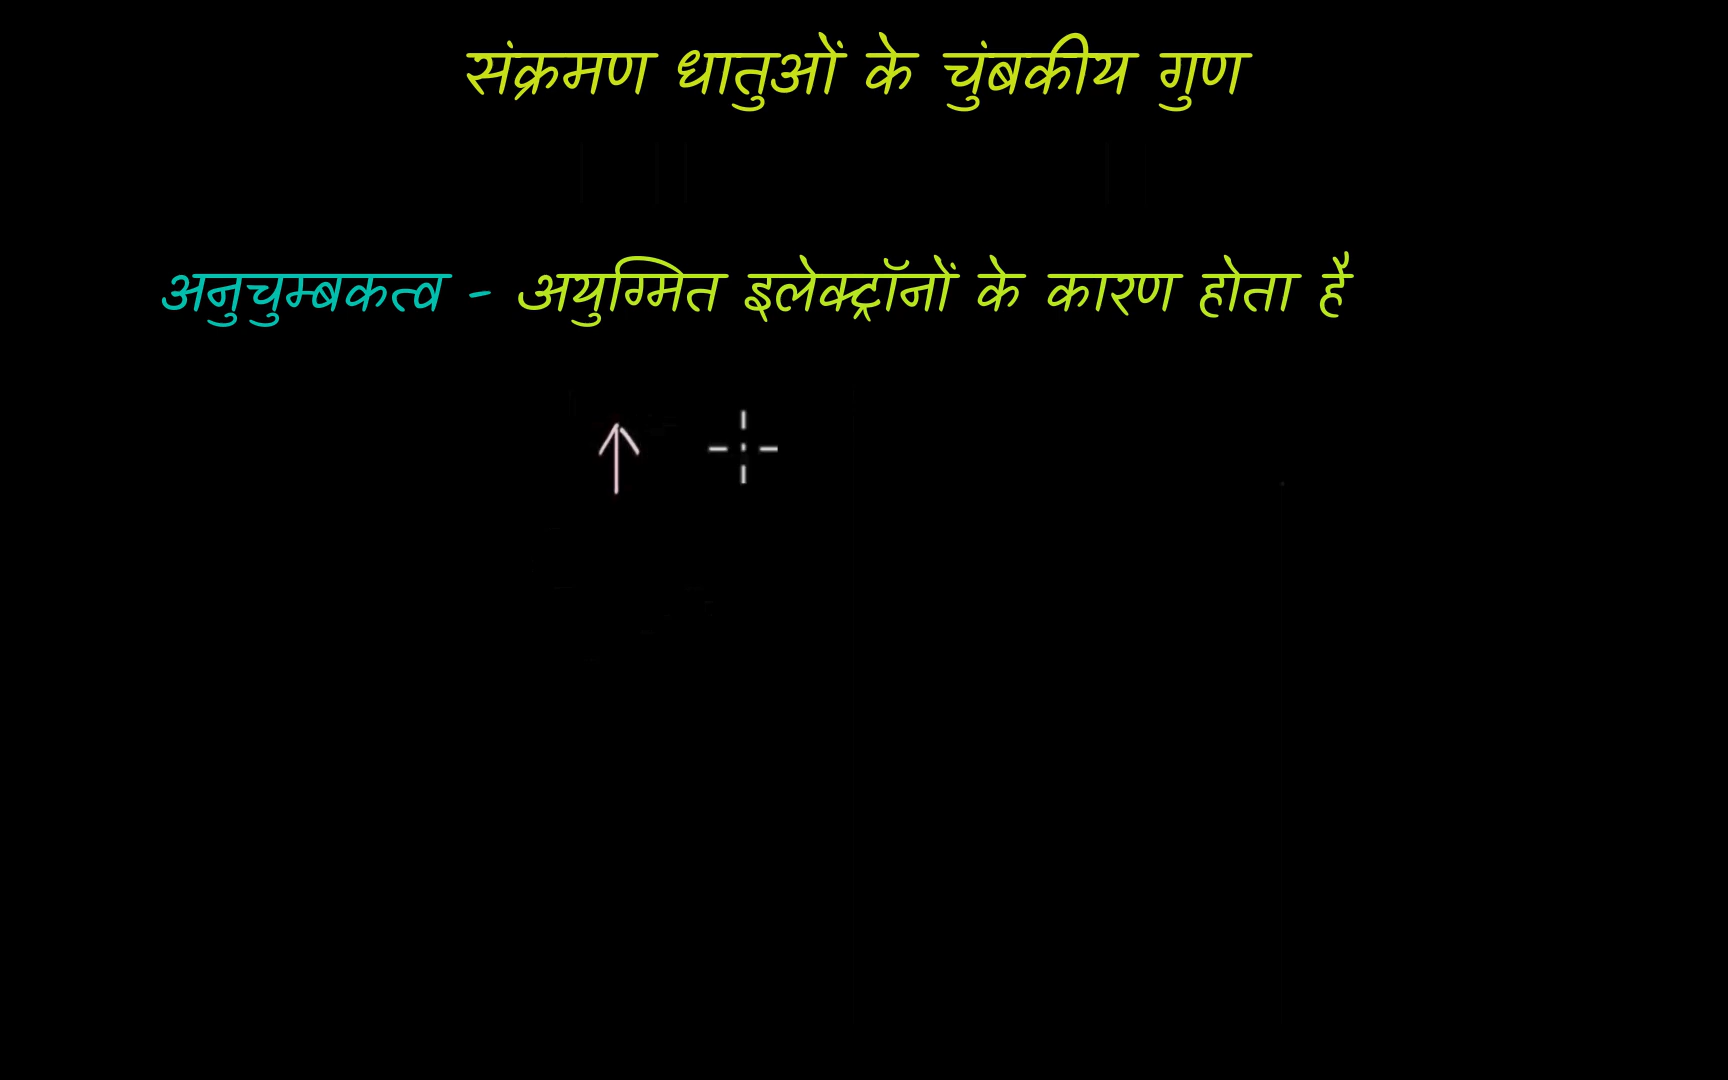 संक्रमण धातुओं के चुंबकीय गुण
अनुचुम्बकत्व - अयुग्मित इलेक्ट्रॉनों के कारण होता है